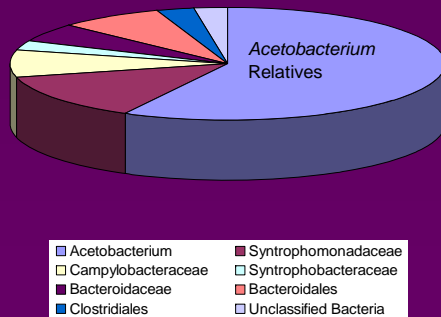 Acetobacterium
Relatives
Acetobacterium Syntrophomonadaceae
Campylobacteraceae Syntrophobacteraceae
Bacteroidaceae Bacteroidales
Clostridiales Unclassified Bacteria